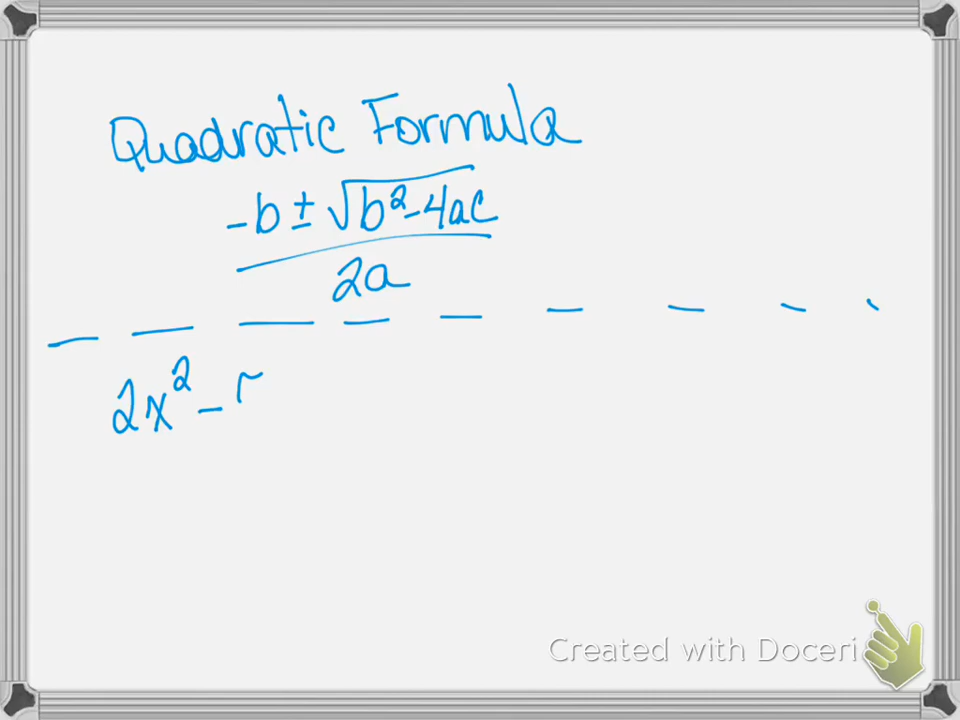 Quadratic Formula
-b ± √b²-4ac
2a
2x² -
Created with Doceri